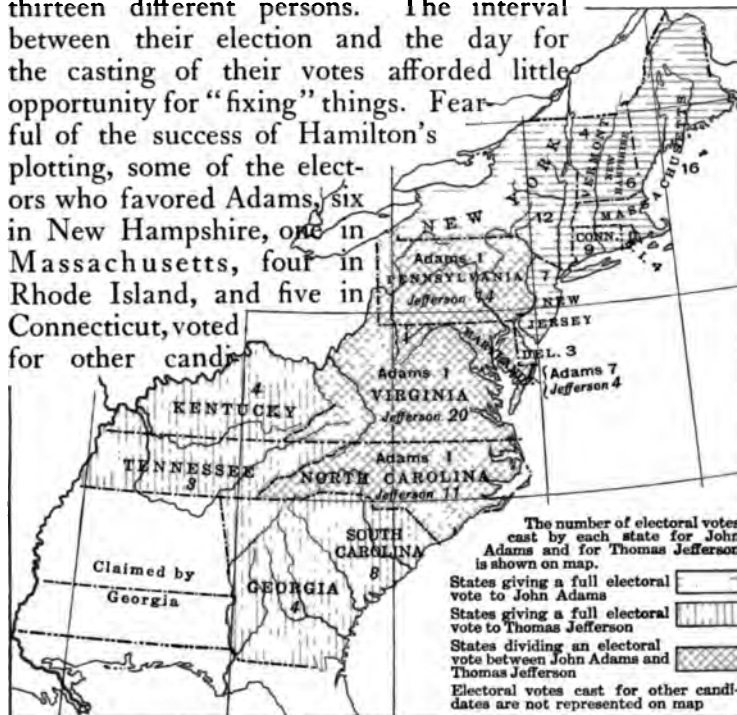 thirteen different persons. The interval
between their election and the day for
the casting of their votes afforded little
opportunity for “fixing” things. Fear-
ful of the success of Hamilton’s
plotting, some of the elect-
ors who favored Adams, six
in New Hampshire, one in
Massachusetts, four in
Rhode Island, and five in
Connecticut, voted
for other candi-
NEW YORK
12
VERMONT
4
NEW HAMPSHIRE
6
MASSACHUSETTS
16
CONN.
9
R. I. 4
Adams 1
PENNSYLVANIA
Jefferson 14
7
NEW
JERSEY
MARYLAND
DEL. 3
Adams 7
Jefferson 4
Adams 1
VIRGINIA
Jefferson 20
4
KENTUCKY
TENNESSEE
3
Adams 1
NORTH CAROLINA
Jefferson 11
SOUTH
CAROLINA
8
GEORGIA
4
Claimed by
Georgia
The number of electoral votes
cast by each state for John
Adams and for Thomas Jefferson
is shown on map.
States giving a full electoral
vote to John Adams
States giving a full electoral
vote to Thomas Jefferson
States dividing an electoral
vote between John Adams and
Thomas Jefferson
Electoral votes cast for other candi-
dates are not represented on map